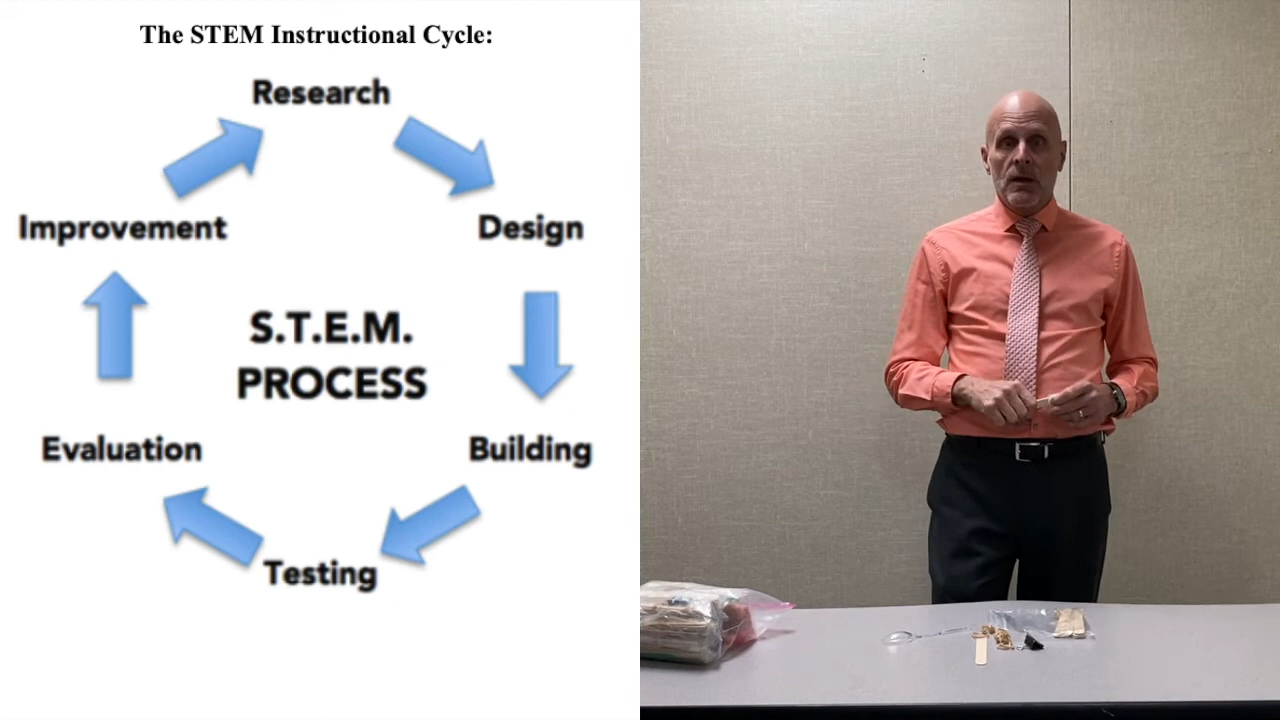 The STEM Instructional Cycle:
Research
Improvement
Design
S.T.E.M.
PROCESS
Evaluation
Building
Testing